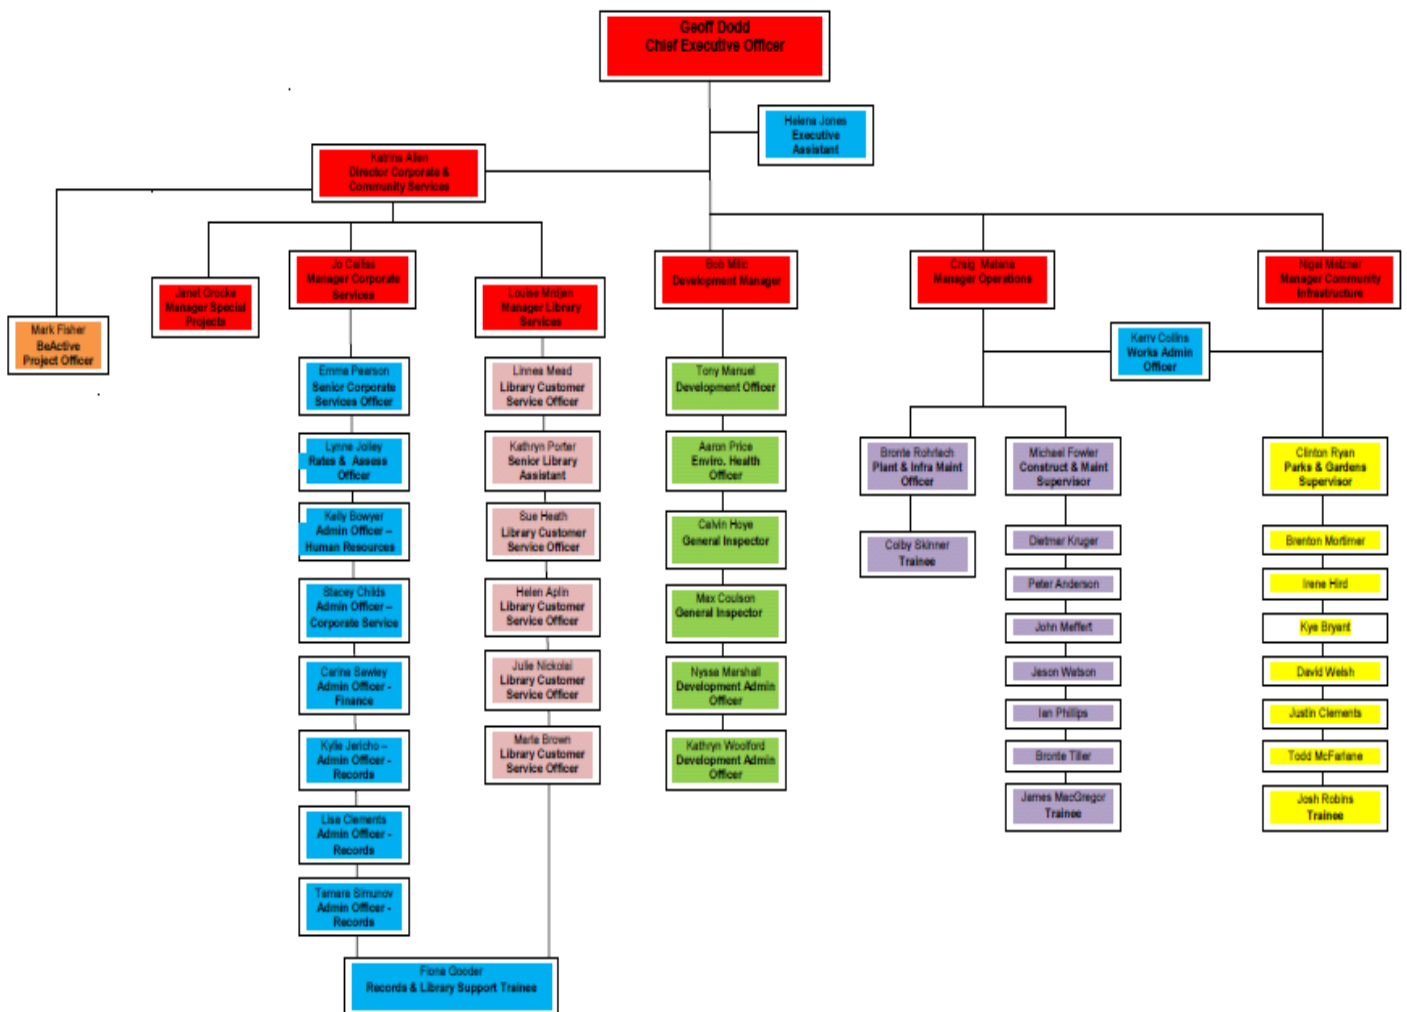 Geoff Dodd
Chief Executive Officer
Helena Jones
Executive
Assistant
Katrina Allen
Director Corporate &
Community Services
Mark Fisher
BeActive
Project Officer
Janet Grocke
Manager Special
Projects
Jo
Manager Corporate
Services
Louise Mrdjen
Manager Library
Services
Bob Milic
Development Manager
Craig
Manager Operations
Nigel
Manager Community
Infrastructure
Kerry Collins
Works Admin
Officer
Emma Pearson
Senior Corporate
Services Officer
Lynne Jolley
Rates & Assess
Officer
Kelly Bowyer
Admin Officer –
Human Resources
Stacey Childs
Admin Officer –
Corporate Service
Carina Sawley
Admin Officer -
Finance
Kylie Jericho –
Admin Officer -
Records
Lisa Clements
Admin Officer -
Records
Tamara Simunov
Admin Officer -
Records
Linnea Mead
Library Customer
Service Officer
Kathryn Porter
Senior Library
Assistant
Sue Heath
Library Customer
Service Officer
Helen Aplin
Library Customer
Service Officer
Julie Nickolai
Library Customer
Service Officer
Marla Brown
Library Customer
Service Officer
Fiona Gooder
Records & Library Support Trainee
Tony Manuel
Development Officer
Aaron Price
Enviro. Health
Officer
Calvin Hoye
General Inspector
Max Coulson
General Inspector
Nyssa Marshall
Development Admin
Officer
Kathryn Woolford
Development Admin
Officer
Bronte Rohrlach
Plant & Infra Maint
Officer
Colby Skinner
Trainee
Michael Fowler
Construct & Maint
Supervisor
Dietmar Kruger
Peter Anderson
John Meffert
Jason Watson
Ian Phillips
Bronte Tiller
James MacGregor
Trainee
Clinton Ryan
Parks & Gardens
Supervisor
Brenton Mortimer
Irene Hird
Kye Bryant
David Welsh
Justin Clements
Todd McFarlane
Josh Robins
Trainee